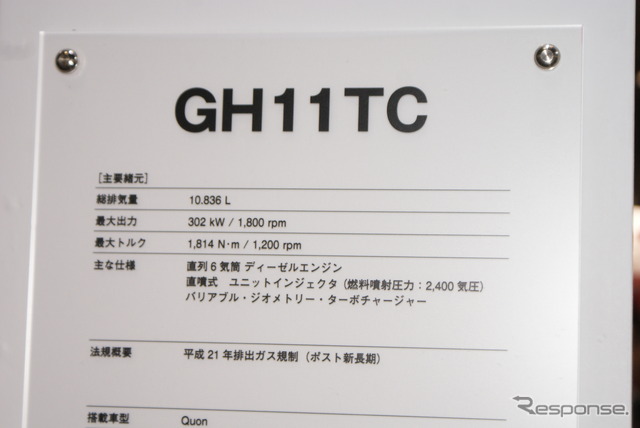 GH11TC
[主要緒元]
総排気量 10.836 L
最大出力 302 kW / 1,800 rpm
最大トルク 1,814 N·m / 1,200 rpm
主な仕様 直列6気筒 ディーゼルエンジン
直噴式 ユニットインジェクタ (燃料噴射圧力：2,400気圧)
バリアブル・ジオメトリー・ターボチャージャー
法規概要 平成21年排出ガス規制 (ポスト新長期)
搭載車型 Quon
Response.